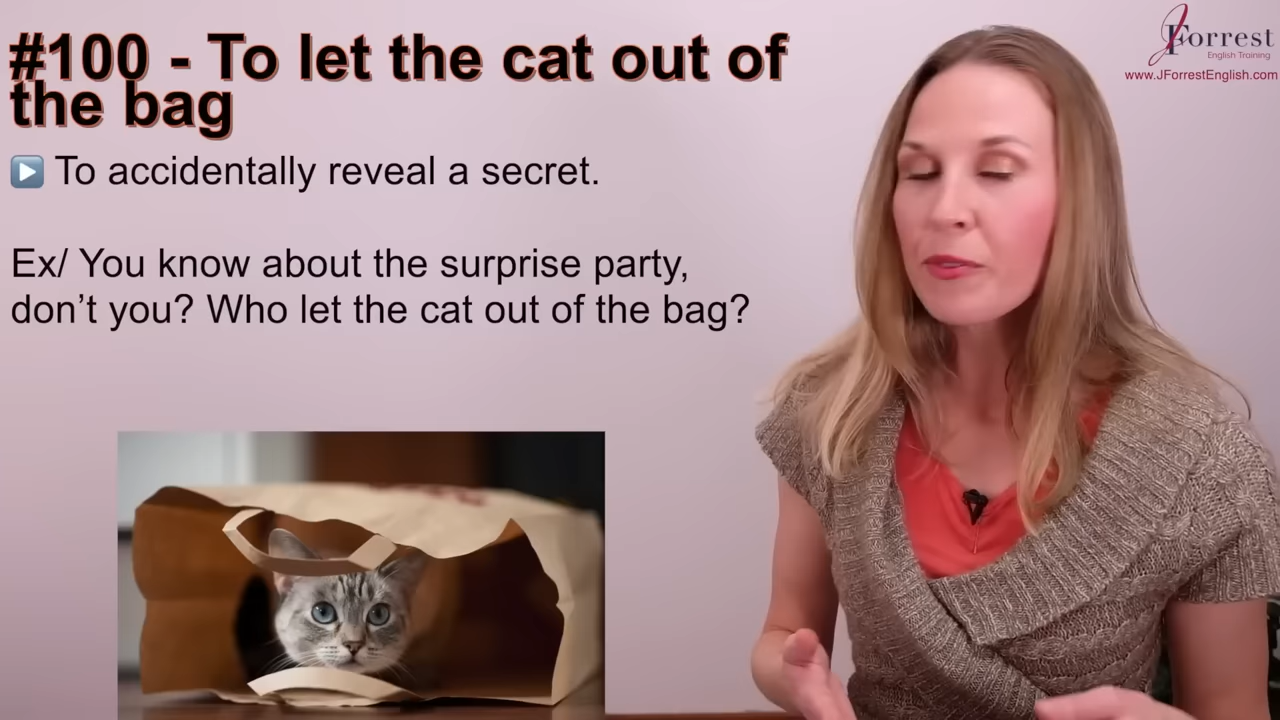 #100 - To let the cat out of
the bag
▶ To accidentally reveal a secret.
Ex/ You know about the surprise party,
don’t you? Who let the cat out of the bag?
JForrest
English Training
www.JForrestEnglish.com